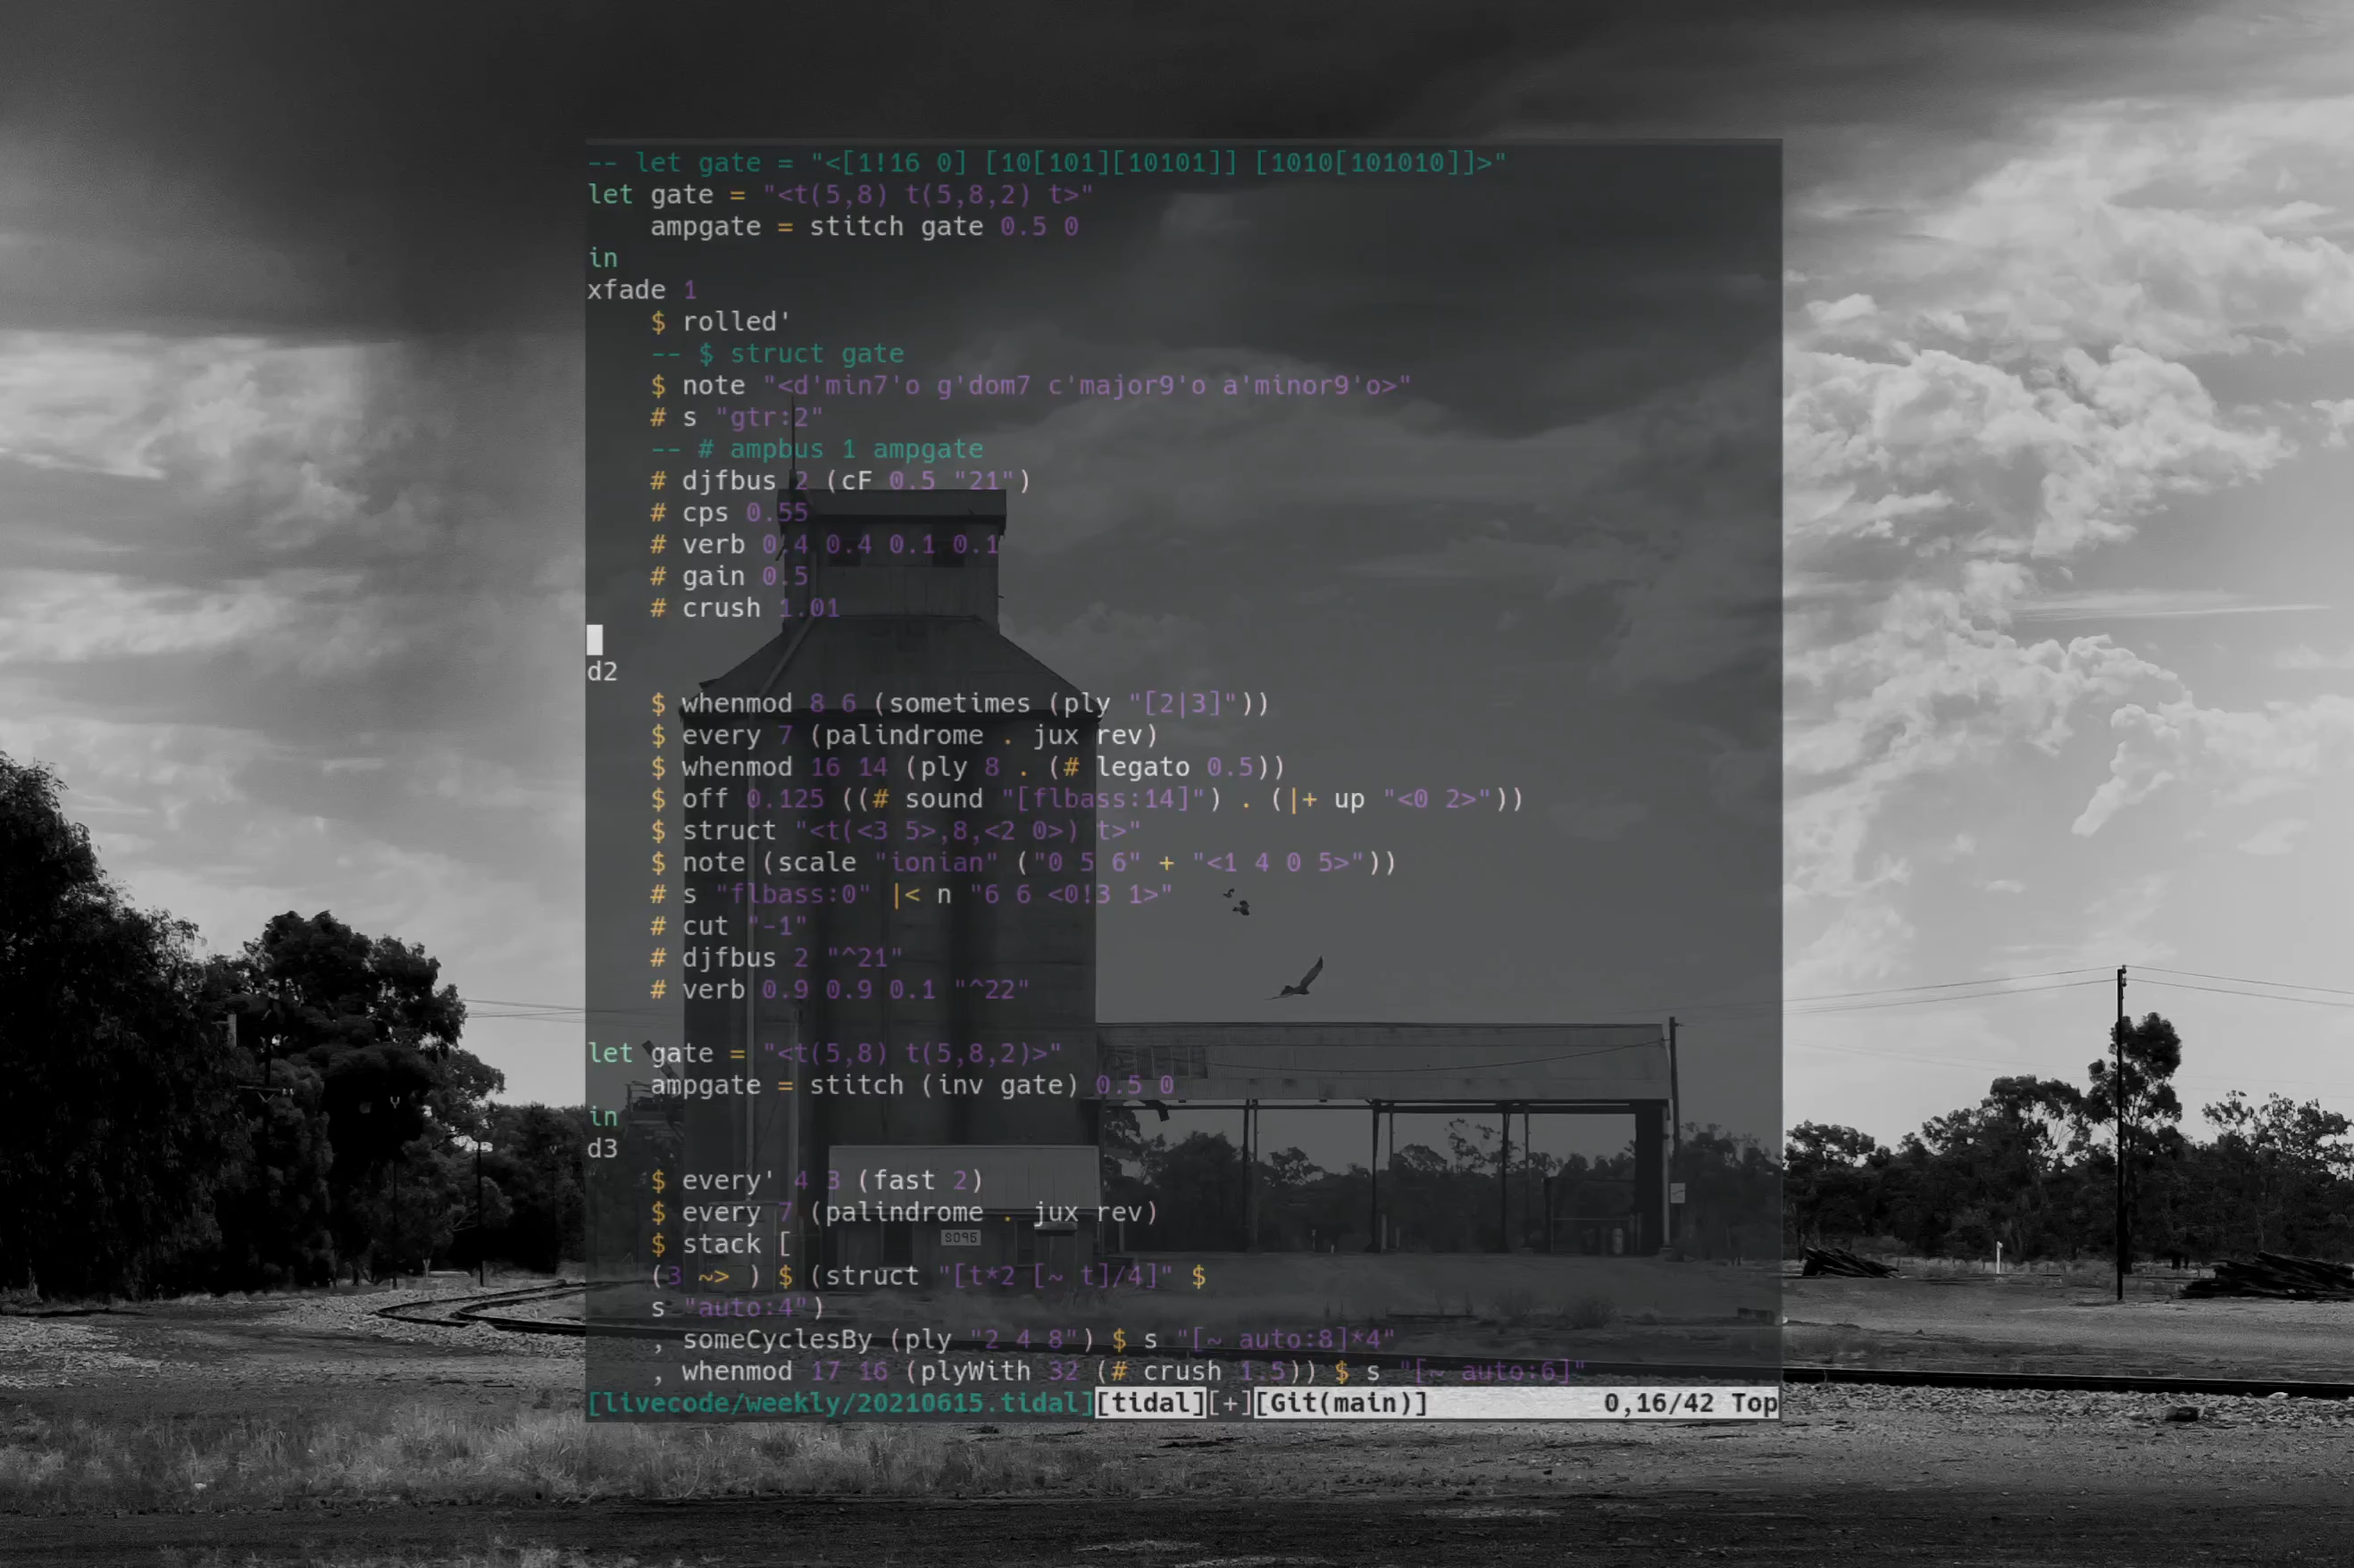 -- let gate = "<[1!16 0] [10[101][10101]] [1010[101010]]>"
let gate = "<t(5,8) t(5,8,2) t>"
    ampgate = stitch gate 0.5 0
in
xfade 1
    $ rolled'
    -- $ struct gate
    $ note "<d'min7'o g'dom7 c'major9'o a'minor9'o>"
    # s "gtr:2"
    -- # ampbus 1 ampgate
    # djfbus 2 (cF 0.5 "21")
    # cps 0.55
    # verb 0.4 0.4 0.1 0.1
    # gain 0.5
    # crush 1.01
d2
    $ whenmod 8 6 (sometimes (ply "[2|3]"))
    $ every 7 (palindrome . jux rev)
    $ whenmod 16 14 (ply 8 . (# legato 0.5))
    $ off 0.125 ((# sound "[flbass:14]") . (|+ up "<0 2>"))
    $ struct "<t(<3 5>,8,<2 0>) t>"
    $ note (scale "ionian" ("0 5 6" + "<1 4 0 5>"))
    # s "flbass:0" |< n "6 6 <0!3 1>"
    # cut "-1"
    # djfbus 2 "^21"
    # verb 0.9 0.9 0.1 "^22"
let gate = "<t(5,8) t(5,8,2)>"
    ampgate = stitch (inv gate) 0.5 0
in
d3
    $ every' 4 3 (fast 2)
    $ every 7 (palindrome . jux rev)
    $ stack [
SO95
    (3 ~> ) $ (struct "[t*2 [~ t]/4]" $
    s "auto:4")
    , someCyclesBy (ply "2 4 8") $ s "[~ auto:8]*4"
    , whenmod 17 16 (plyWith 32 (# crush 1.5)) $ s "[~ auto:6]"
[livecode/weekly/20210615.tidal][tidal][+][Git(main)] 0,16/42 Top